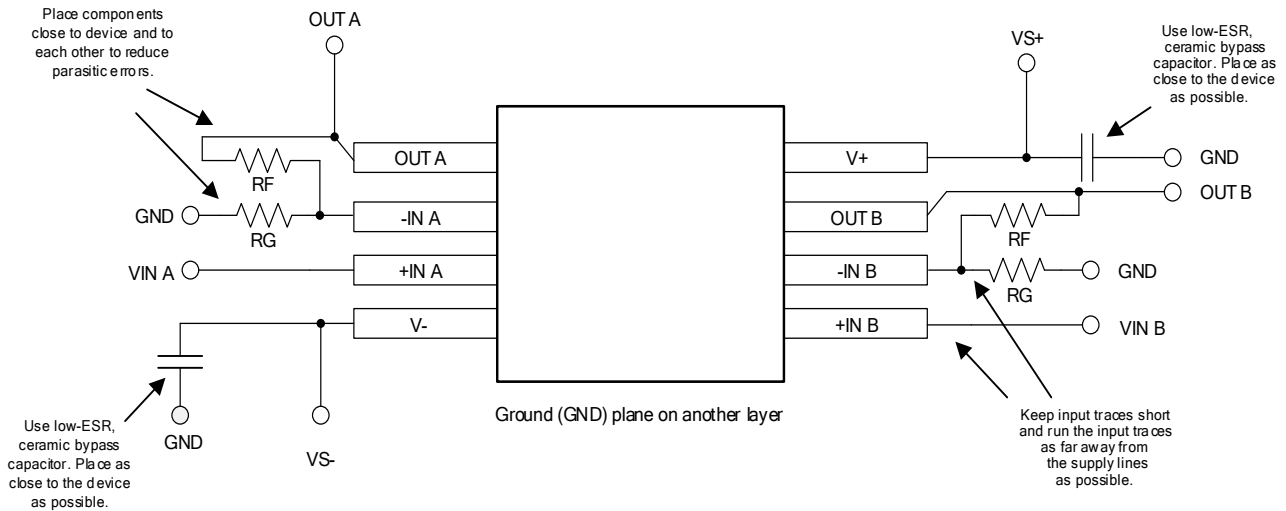 Place components
close to device and to
each other to reduce
parasitic errors.
OUT A
VS+
Use low-ESR,
ceramic bypass
capacitor. Place as
close to the device
as possible.
OUT A
V+
GND
RF
OUT B
GND
-IN A
OUT B
RG
RF
VIN A
+IN A
-IN B
GND
RG
V-
+IN B
VIN B
Ground (GND) plane on another layer
Use low-ESR,
ceramic bypass
capacitor. Place as
close to the device
as possible.
GND
VS-
Keep input traces short
and run the input traces
as far away from
the supply lines
as possible.